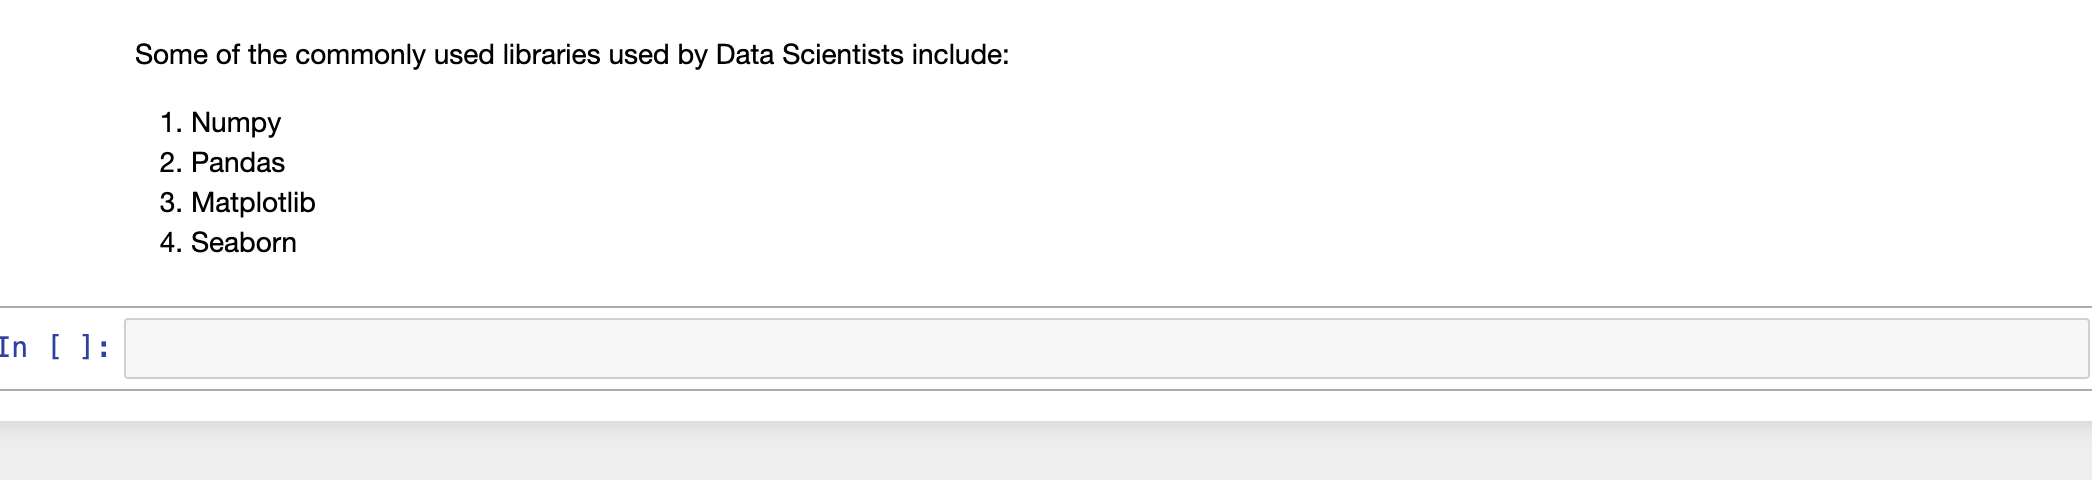 Some of the commonly used libraries used by Data Scientists include:
1. Numpy
2. Pandas
3. Matplotlib
4. Seaborn
In [ ]: